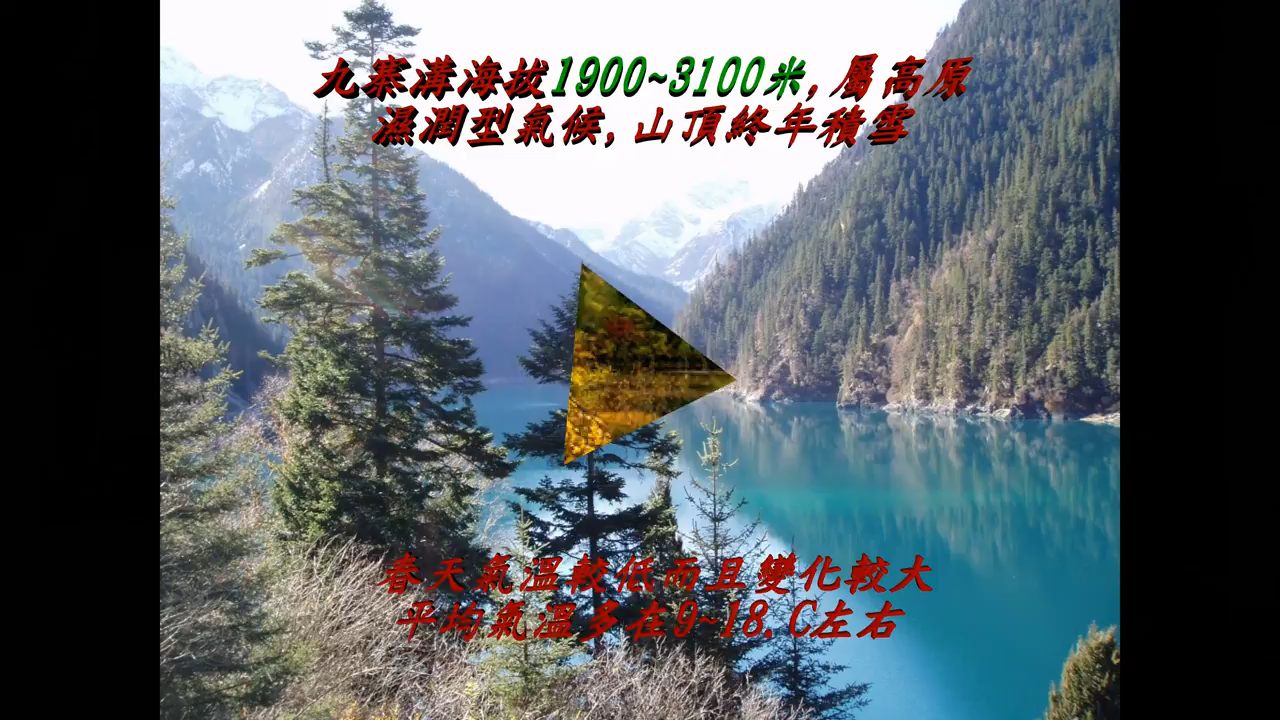 九寨溝海拔1900~3100米,屬高原
濕潤型氣候,山頂終年積雪
春天氣溫較低而且變化較大
平均氣溫多在9~18.C左右